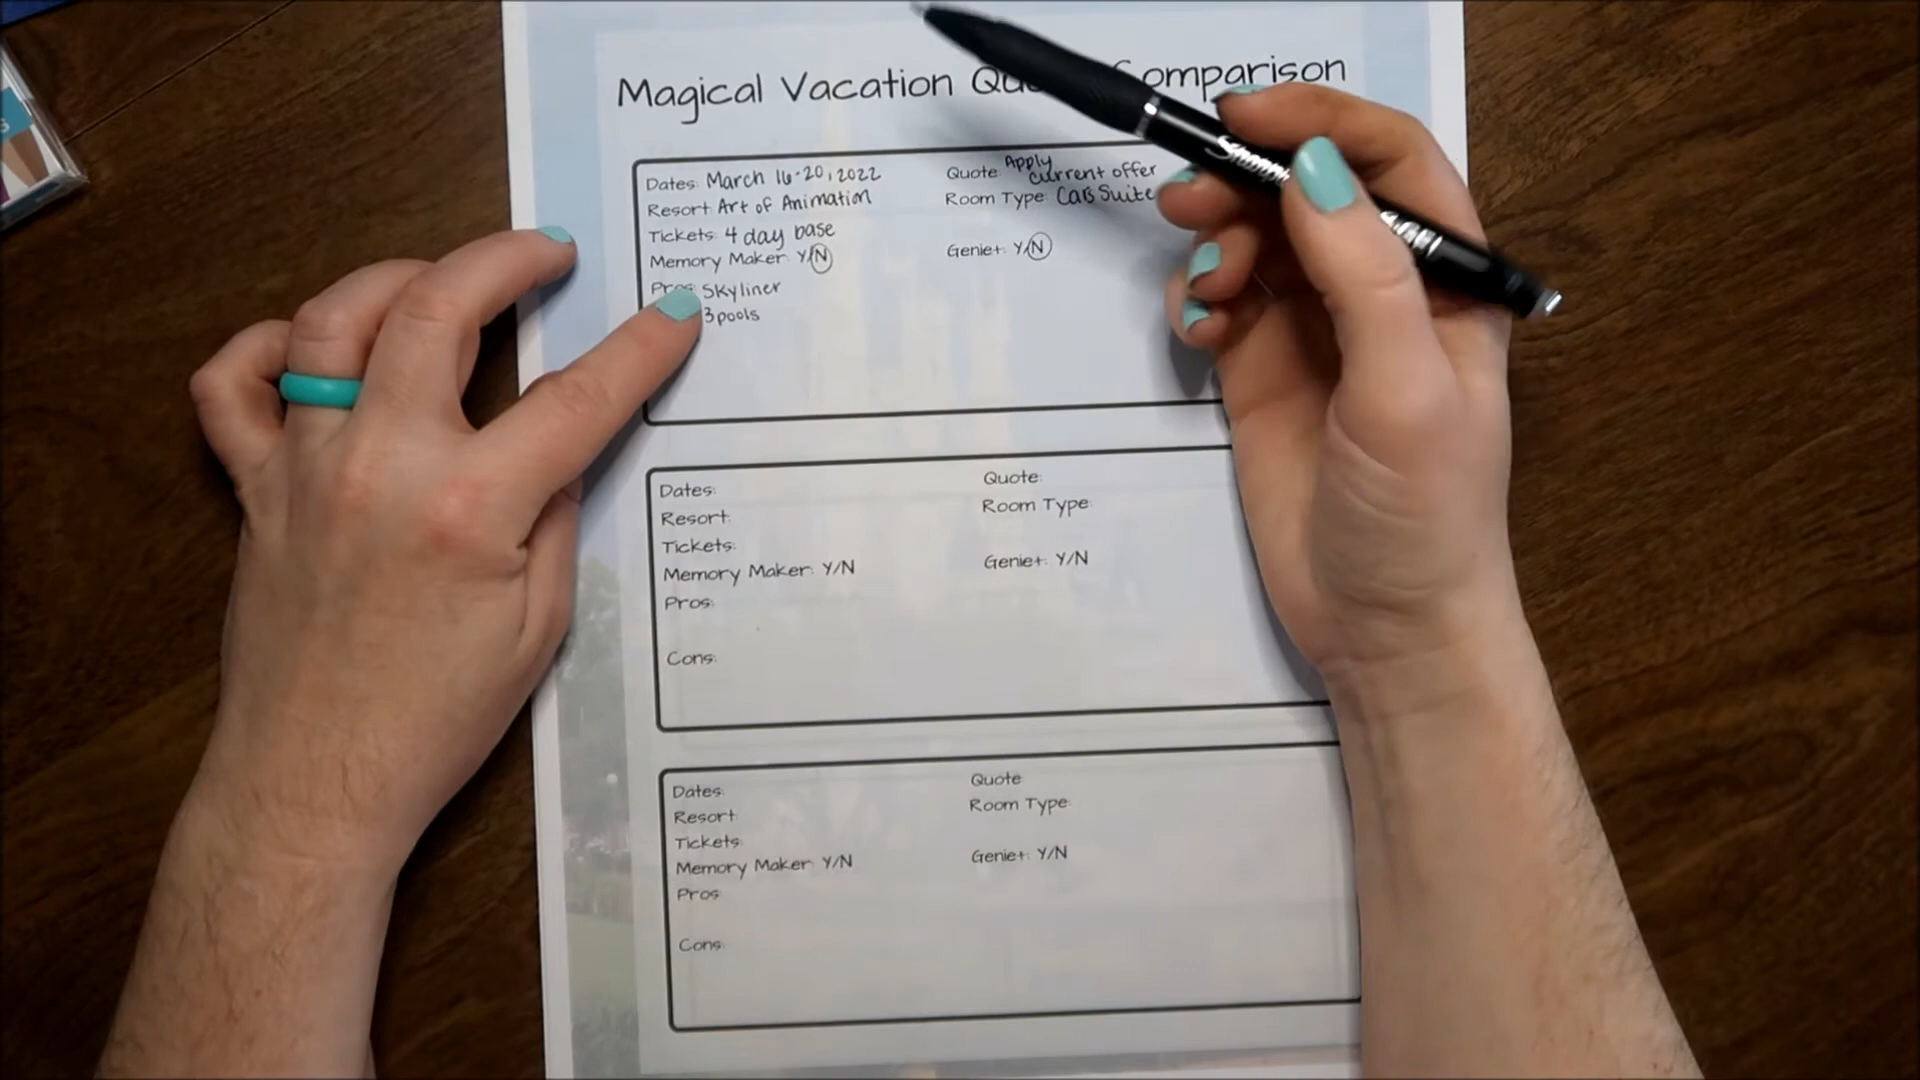 Magical Vacation Comparison
Dates: March 16-20, 2022
Quote: Apply current offer
Resort: Art of Animation
Room Type: Cars Suite
Tickets: 4 day base
Memory Maker: Y/N
Genie+: Y/N
Pros: Skyliner
3 pools
Dates:
Quote:
Resort:
Room Type:
Tickets:
Memory Maker: Y/N
Genie+: Y/N
Pros:
Cons:
Dates:
Quote
Resort:
Room Type:
Tickets:
Memory Maker: Y/N
Genie+: Y/N
Pros
Cons: